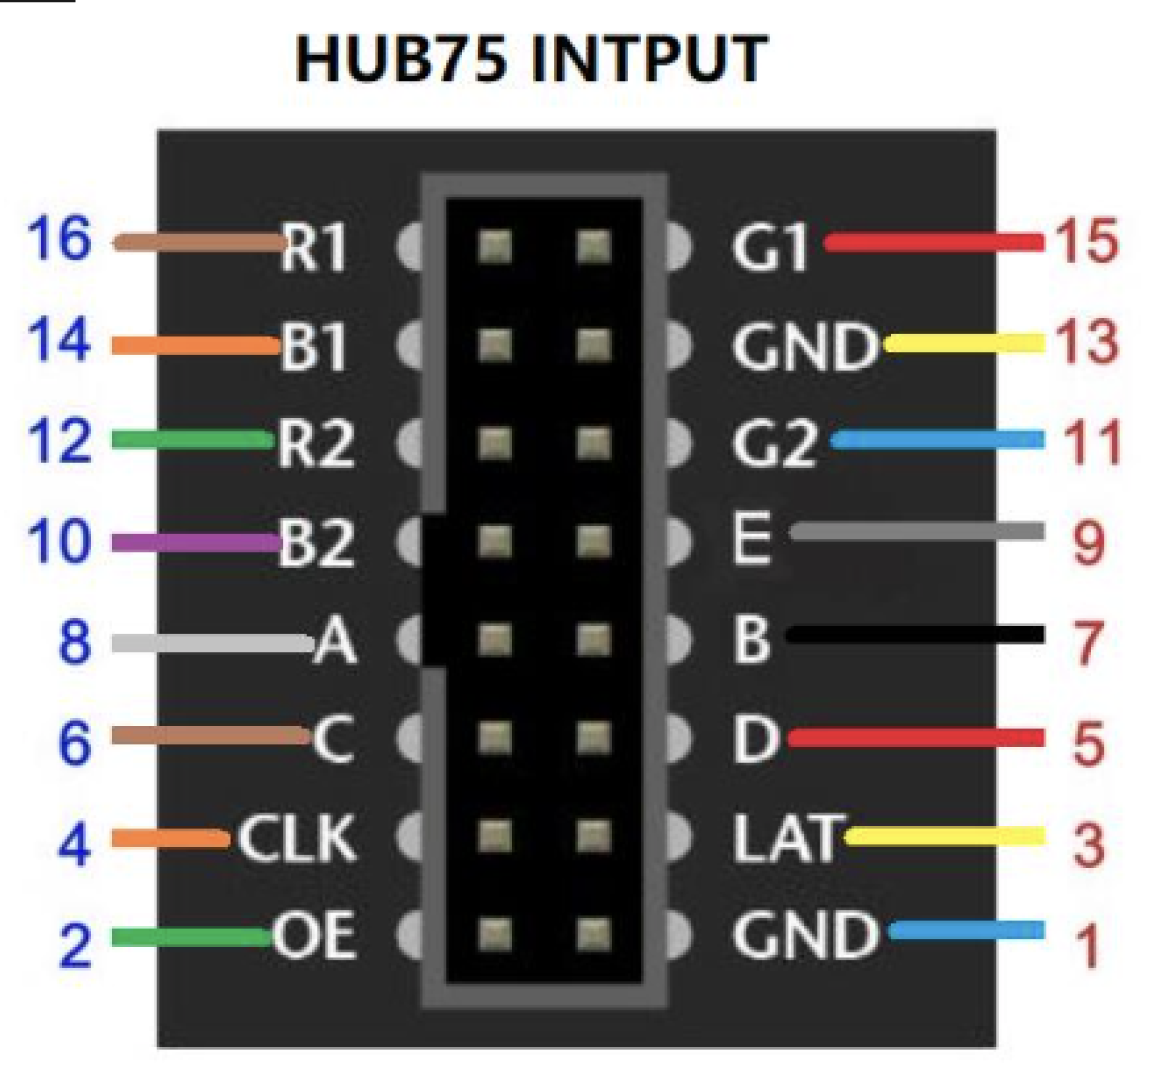 HUB75 INTPUT
16 R1 G1 15
14 B1 GND 13
12 R2 G2 11
10 B2 E 9
8 A B 7
6 C D 5
4 CLK LAT 3
2 OE GND 1